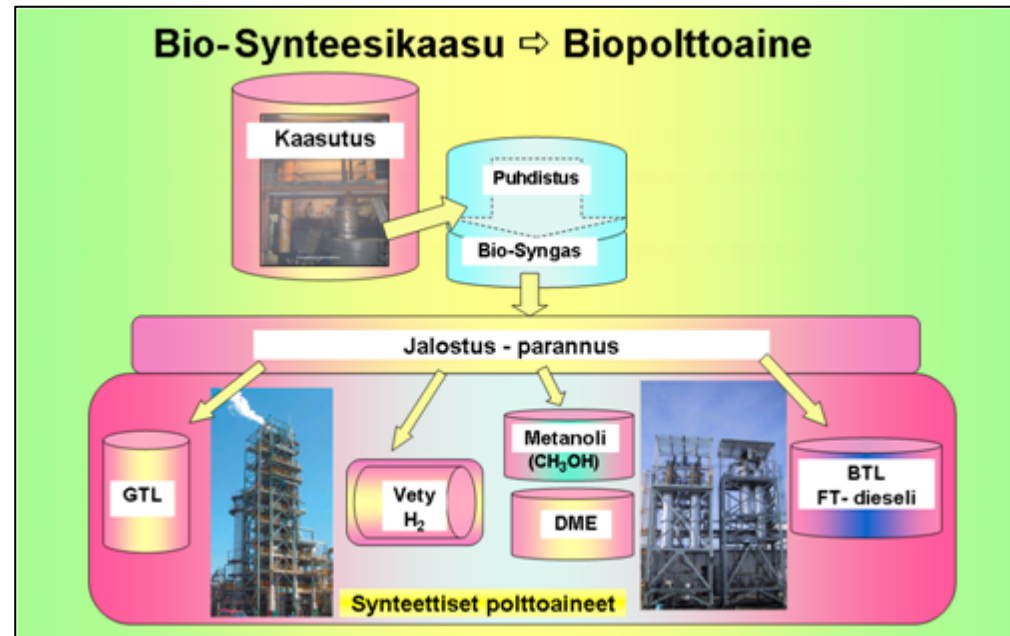 Bio-Synteesikaasu ⇨ Biopolttoaine
Kaasutus
Puhdistus
Bio-Syngas
Jalostus - parannus
GTL
Vety
H₂
Metanoli
(CH₃OH)
DME
BTL
FT- dieseli
Synteettiset polttoaineet